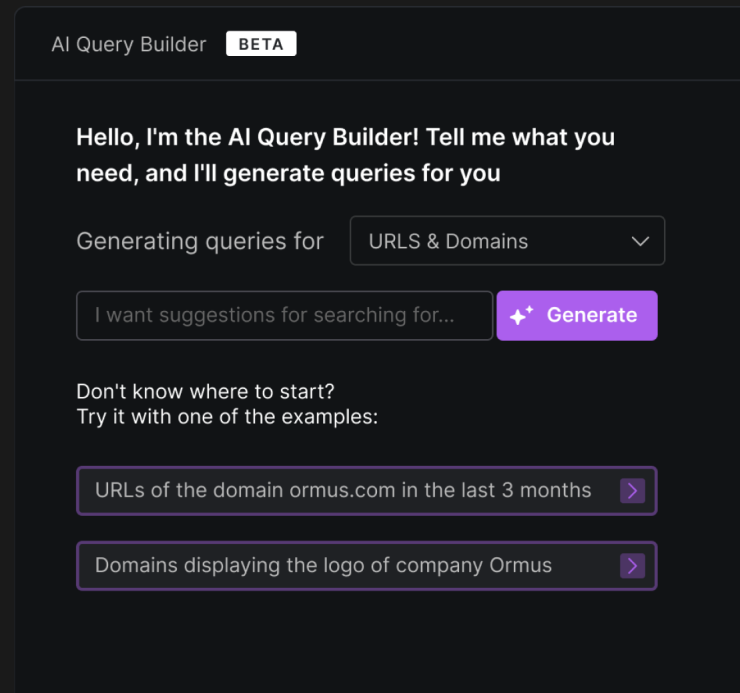 AI Query Builder BETA
Hello, I'm the AI Query Builder! Tell me what you
need, and I'll generate queries for you
Generating queries for URLS & Domains
I want suggestions for searching for... Generate
Don't know where to start?
Try it with one of the examples:
URLs of the domain ormus.com in the last 3 months
Domains displaying the logo of company Ormus